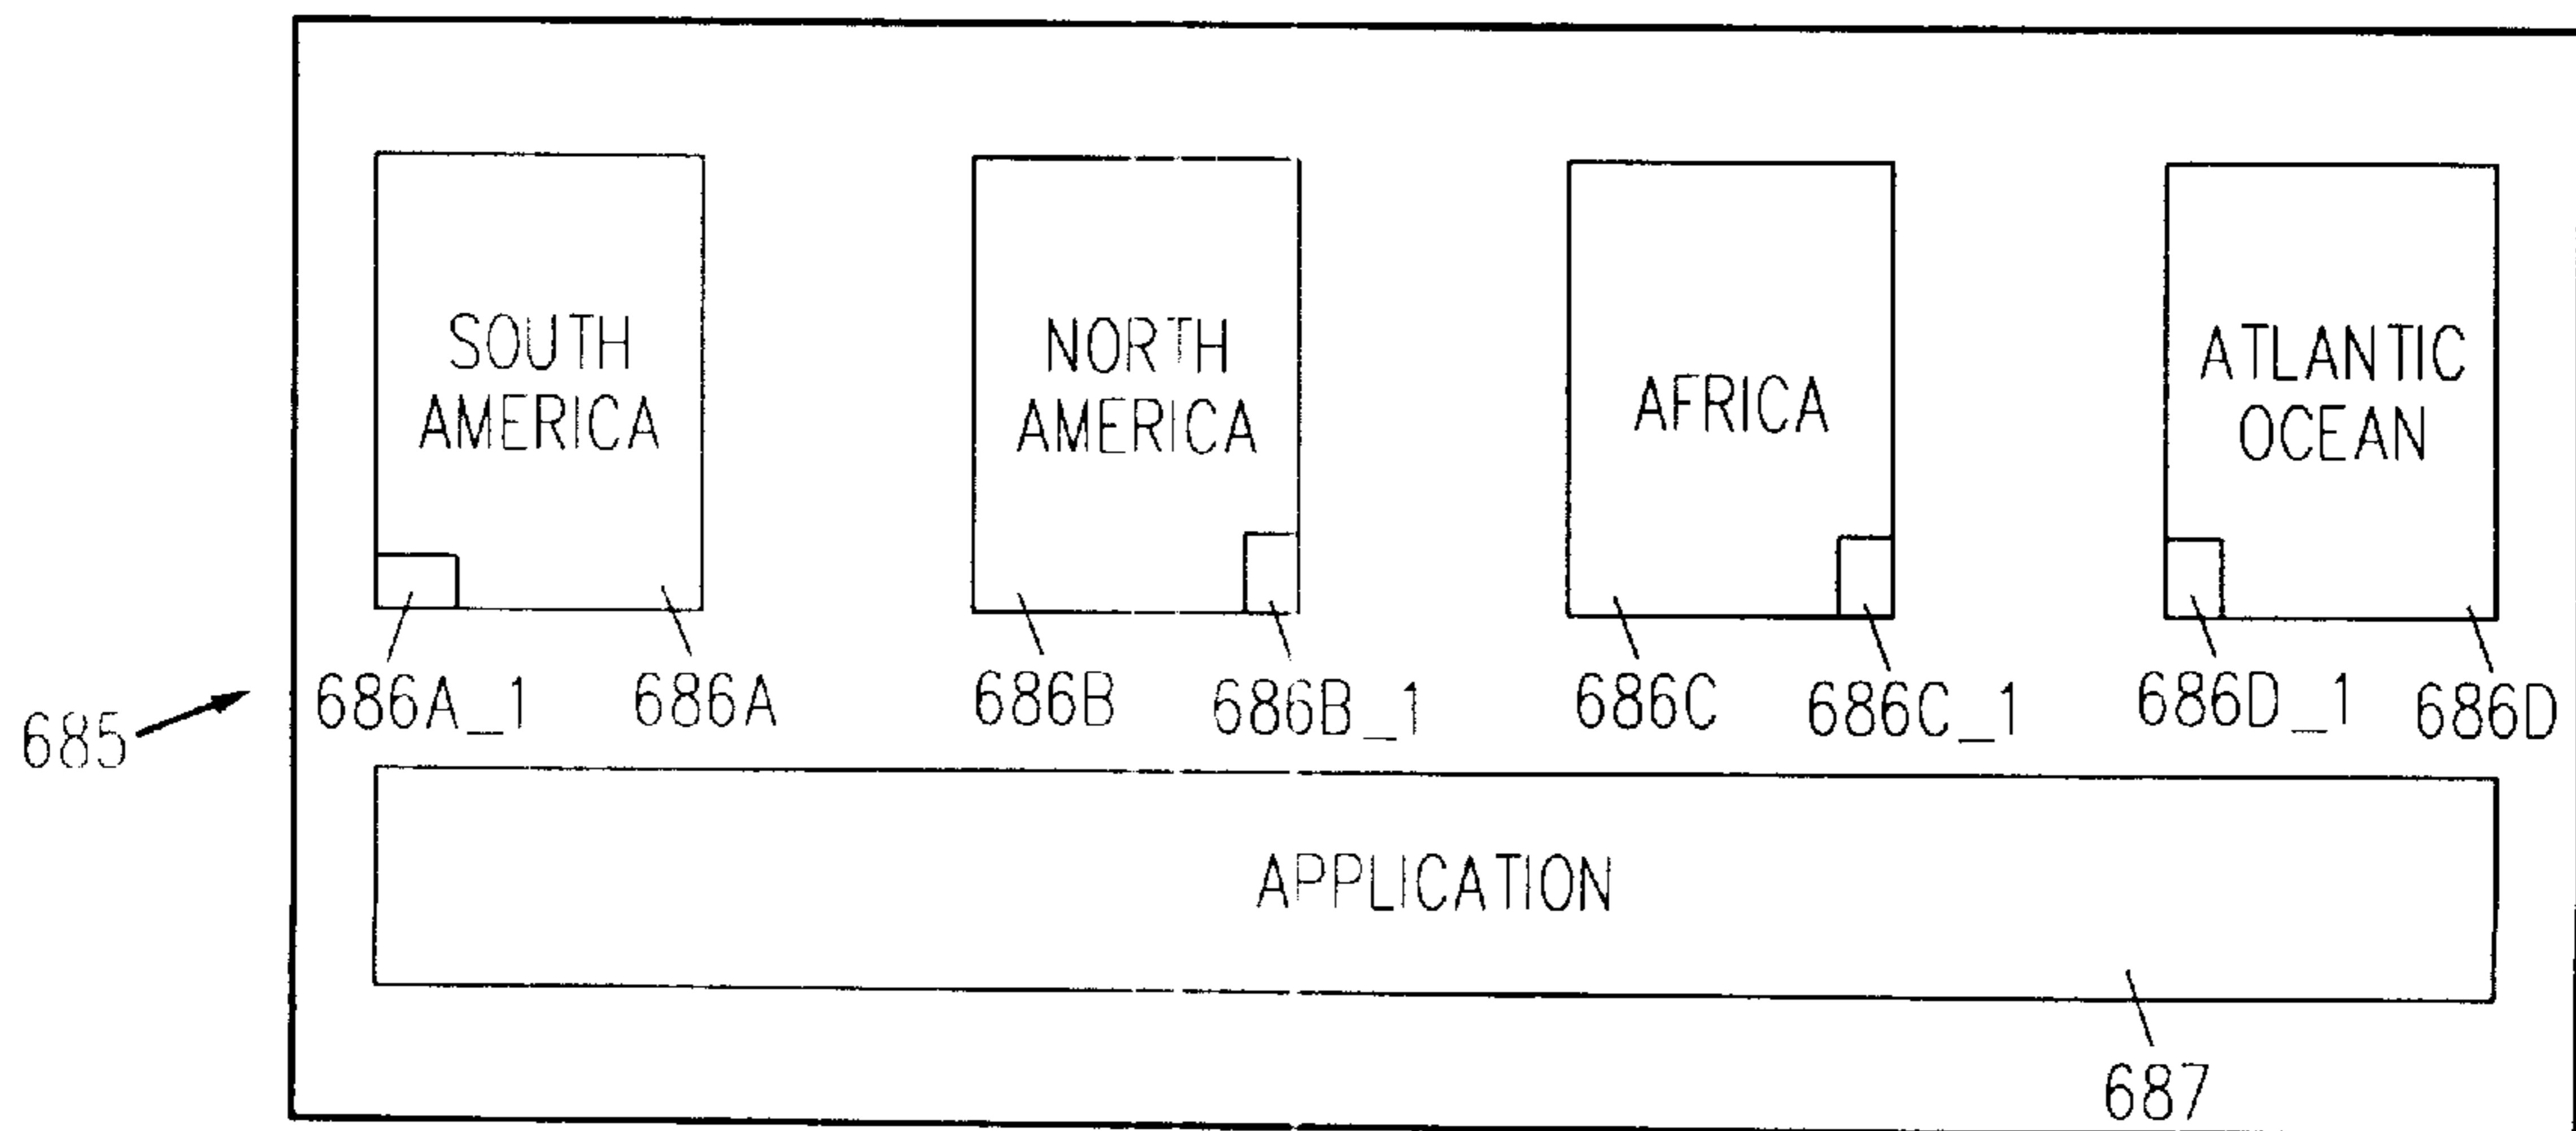 SOUTH
AMERICA
NORTH
AMERICA
AFRICA
ATLANTIC
OCEAN
686A_1
686A
686B
686B_1
686C
686C_1
686D_1
686D
685
APPLICATION
687